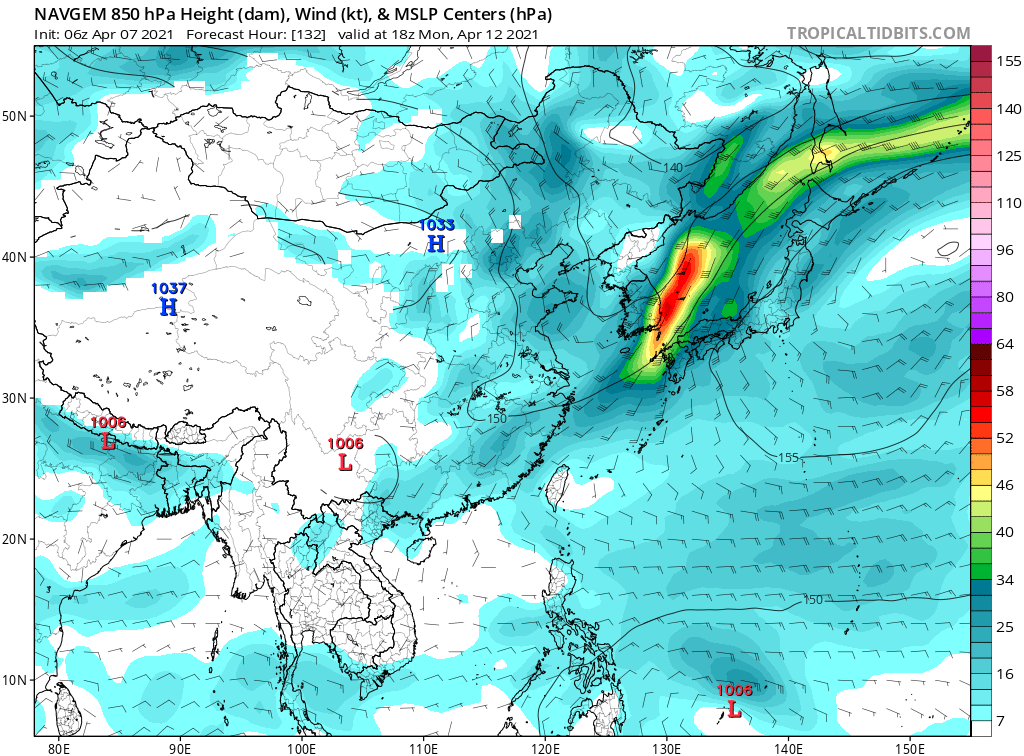 NAVGEM 850 hPa Height (dam), Wind (kt), & MSLP Centers (hPa)
Init: 06z Apr 07 2021 Forecast Hour: [132] valid at 18z Mon, Apr 12 2021
TROPICALTIDBITS.COM
155
50N
140
140
125
110
1033
H
40N
96
1037
H
80
64
58
30N
150
1006
L
1006
L
52
155
46
40
20N
34
150
25
10N
1006
L
16
7
80E
90E
100E
110E
120E
130E
140E
150E